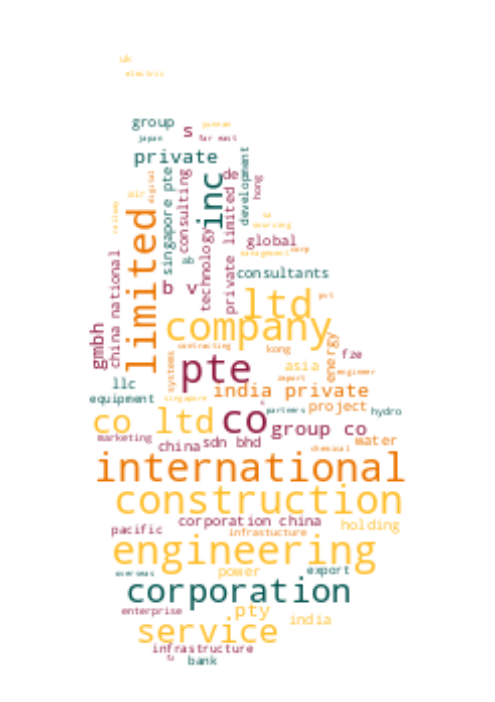 uk
electric
group
s
yunnan
japan
far east
private
inc
de
development
hong
singapore pte
consulting
digital
llc
railway
limited
private limited
technology
ab
b v
sa
sourcing
global
management
corp
consultants
china national
gmbh
ltd
pvt
company
contracting
kong
energy
fze
systems
pte
asia
engineer
import
llc
india private
equipment
singapore
partners
project
hydro
co ltd
co
group co
marketing
china
sdn bhd
water
chemical
international
construction
corporation china
holding
pacific
infrastucture
engineering
overseas
power
export
corporation
enterprise
pty
india
service
infrastructure
bank